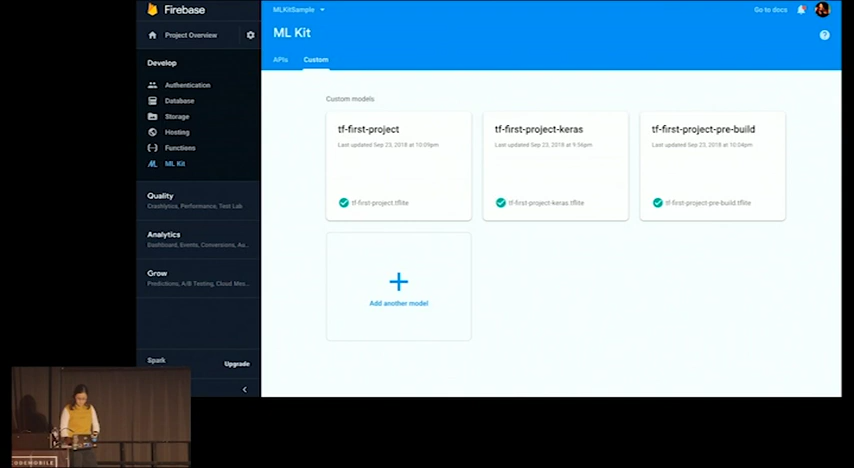 Firebase
Project Overview
Develop
Authentication
Database
Storage
Hosting
Functions
ML Kit
Quality
Crashlytics, Performance, Test Lab
Analytics
Dashboard, Events, Conversions, Au...
Grow
Predictions, A/B Testing, Cloud Mes...
Spark
Upgrade
MLKitSample
Go to docs
ML Kit
APIs
Custom
Custom models
tf-first-project
Last updated Sep 23, 2018 at 10:09pm
tf-first-project.tflite
tf-first-project-keras
Last updated Sep 23, 2018 at 9:56pm
tf-first-project-keras.tflite
tf-first-project-pre-build
Last updated Sep 23, 2018 at 10:04pm
tf-first-project-pre-build.tflite
Add another model
ODEMOBILE